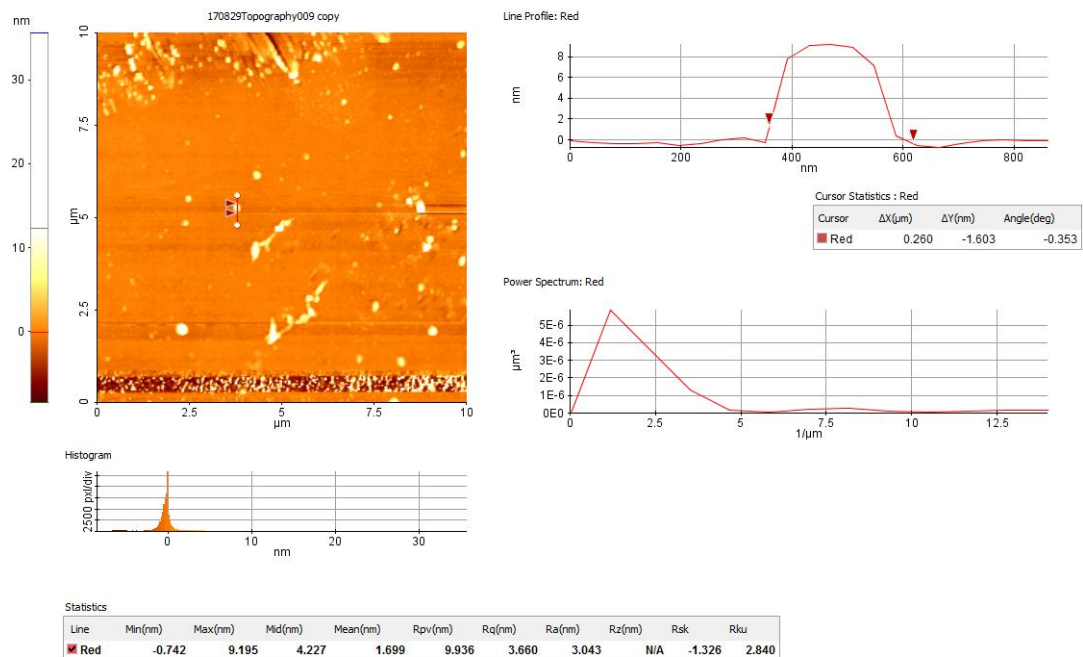 170829Topography009 copy
nm
30
20
10
0
10
7.5
5
2.5
0
µm
0
2.5
5
7.5
10
µm
Line Profile: Red
8
6
4
2
0
nm
0
200
400
600
800
nm
Cursor Statistics : Red
Cursor ΔX(µm) ΔY(nm) Angle(deg)
Red 0.260 -1.603 -0.353
Power Spectrum: Red
5E-6
4E-6
3E-6
2E-6
1E-6
0E0
µm³
0
2.5
5
7.5
10
12.5
1/µm
Histogram
2500 pxl/div
0
10
20
30
nm
Statistics
Line Min(nm) Max(nm) Mid(nm) Mean(nm) Rpv(nm) Rq(nm) Ra(nm) Rz(nm) Rsk Rku
Red -0.742 9.195 4.227 1.699 9.936 3.660 3.043 N/A -1.326 2.840